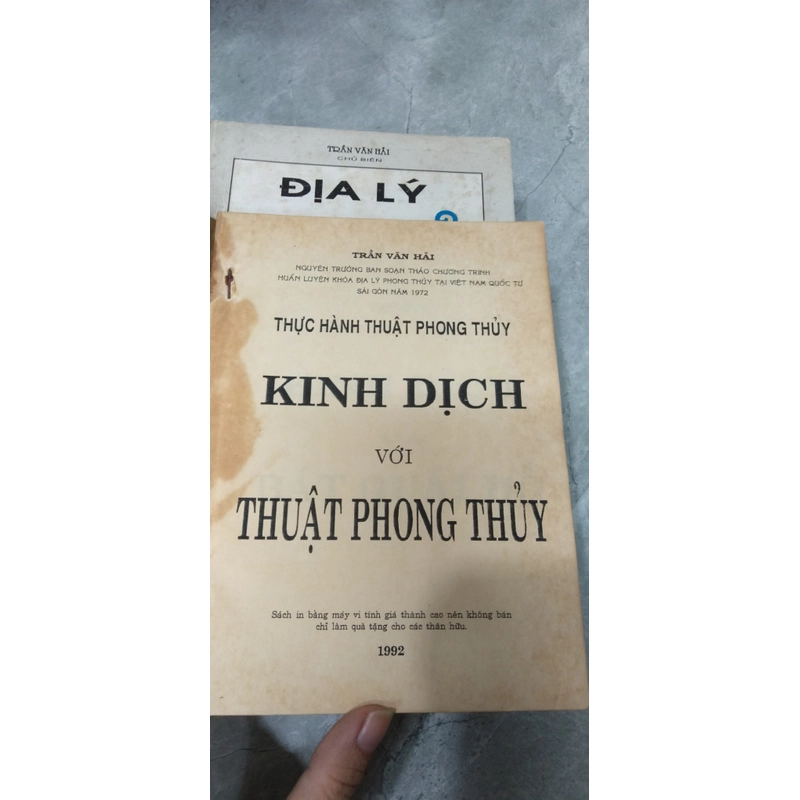 TRẦN VĂN HẢI
CHỦ BIÊN
ĐỊA LÝ
TRẦN VĂN HẢI
NGUYÊN TRƯỞNG BAN SOẠN THẢO CHƯƠNG TRÌNH
HUẤN LUYỆN KHÓA ĐỊA LÝ PHONG THỦY TẠI VIỆT NAM QUỐC TỰ
SÀI GÒN NĂM 1972
THỰC HÀNH THUẬT PHONG THỦY
KINH DỊCH
VỚI
THUẬT PHONG THỦY
Sách in bằng máy vi tính giá thành cao nên không bán
chỉ làm quà tặng cho các thân hữu.
1992